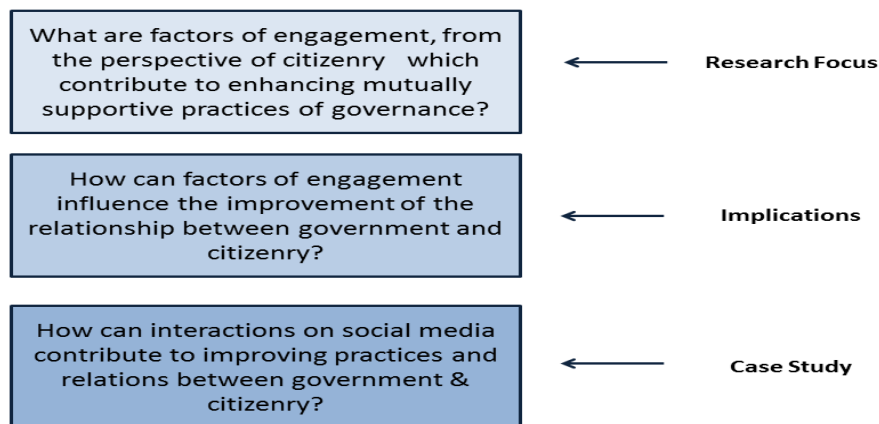 What are factors of engagement, from
the perspective of citizenry which
contribute to enhancing mutually
supportive practices of governance?
Research Focus
How can factors of engagement
influence the improvement of the
relationship between government and
citizenry?
Implications
How can interactions on social media
contribute to improving practices and
relations between government &
citizenry?
Case Study